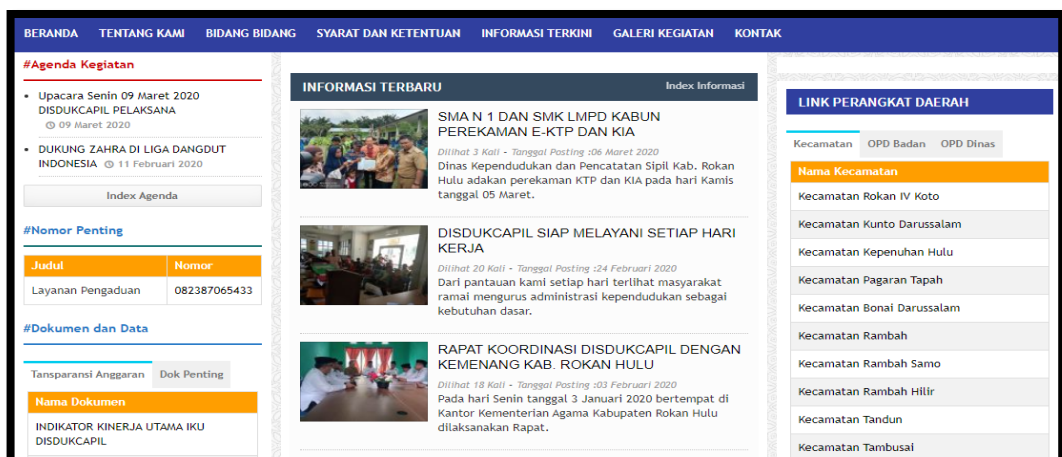 BERANDA TENTANG KAMI BIDANG BIDANG SYARAT DAN KETENTUAN INFORMASI TERKINI GALERI KEGIATAN KONTAK
#Agenda Kegiatan
Upacara Senin 09 Maret 2020
DISDUKCAPIL PELAKSANA
09 Maret 2020
DUKUNG ZAHRA DI LIGA DANGDUT
INDONESIA 11 Februari 2020
Index Agenda
#Nomor Penting
Judul Nomor
Layanan Pengaduan 082387065433
#Dokumen dan Data
Tansparansi Anggaran Dok Penting
Nama Dokumen
INDIKATOR KINERJA UTAMA IKU
DISDUKCAPIL
INFORMASI TERBARU Index Informasi
SMA N 1 DAN SMK LMPD KABUN
PEREKAMAN E-KTP DAN KIA
Dilihat 3 Kali - Tanggal Posting :06 Maret 2020
Dinas Kependudukan dan Pencatatan Sipil Kab. Rokan
Hulu adakan perekaman KTP dan KIA pada hari Kamis
tanggal 05 Maret.
DISDUKCAPIL SIAP MELAYANI SETIAP HARI
KERJA
Dilihat 20 Kali - Tanggal Posting :24 Februari 2020
Dari pantauan kami setiap hari terlihat masyarakat
ramai mengurus administrasi kependudukan sebagai
kebutuhan dasar.
RAPAT KOORDINASI DISDUKCAPIL DENGAN
KEMENANG KAB. ROKAN HULU
Dilihat 18 Kali - Tanggal Posting :03 Februari 2020
Pada hari Senin tanggal 3 Januari 2020 bertempat di
Kantor Kementerian Agama Kabupaten Rokan Hulu
dilaksanakan Rapat.
LINK PERANGKAT DAERAH
Kecamatan OPD Badan OPD Dinas
Nama Kecamatan
Kecamatan Rokan IV Koto
Kecamatan Kunto Darussalam
Kecamatan Kepenuhan Hulu
Kecamatan Pagaran Tapah
Kecamatan Bonai Darussalam
Kecamatan Rambah
Kecamatan Rambah Samo
Kecamatan Rambah Hilir
Kecamatan Tandun
Kecamatan Tambusai